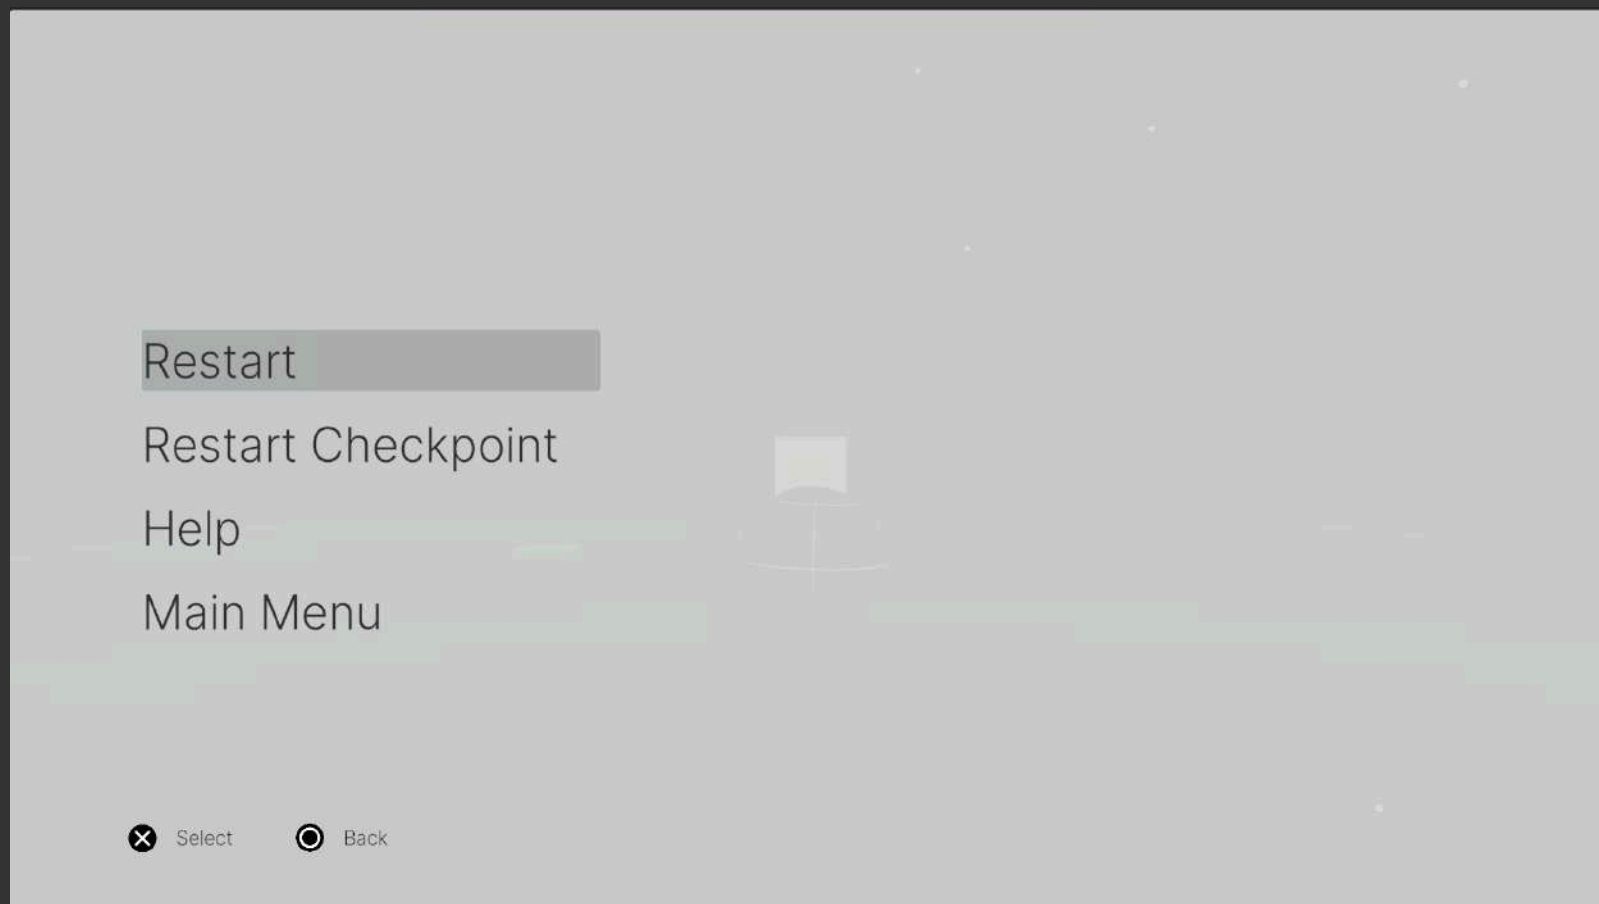 Restart
Restart Checkpoint
Help
Main Menu
Select Back